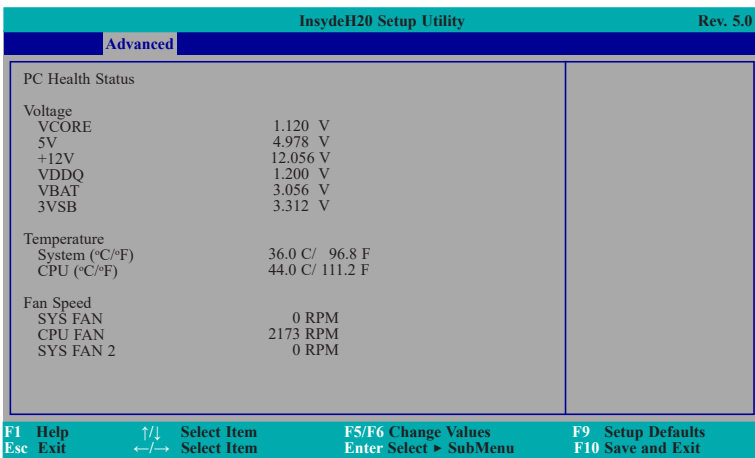 InsydeH20 Setup Utility Rev. 5.0
Advanced
PC Health Status
Voltage
VCORE 1.120 V
5V 4.978 V
+12V 12.056 V
VDDQ 1.200 V
VBAT 3.056 V
3VSB 3.312 V
Temperature
System (°C/°F) 36.0 C/ 96.8 F
CPU (°C/°F) 44.0 C/ 111.2 F
Fan Speed
SYS FAN 0 RPM
CPU FAN 2173 RPM
SYS FAN 2 0 RPM
F1 Help ↑/↓ Select Item F5/F6 Change Values F9 Setup Defaults
Esc Exit ←/→ Select Item Enter Select ► SubMenu F10 Save and Exit